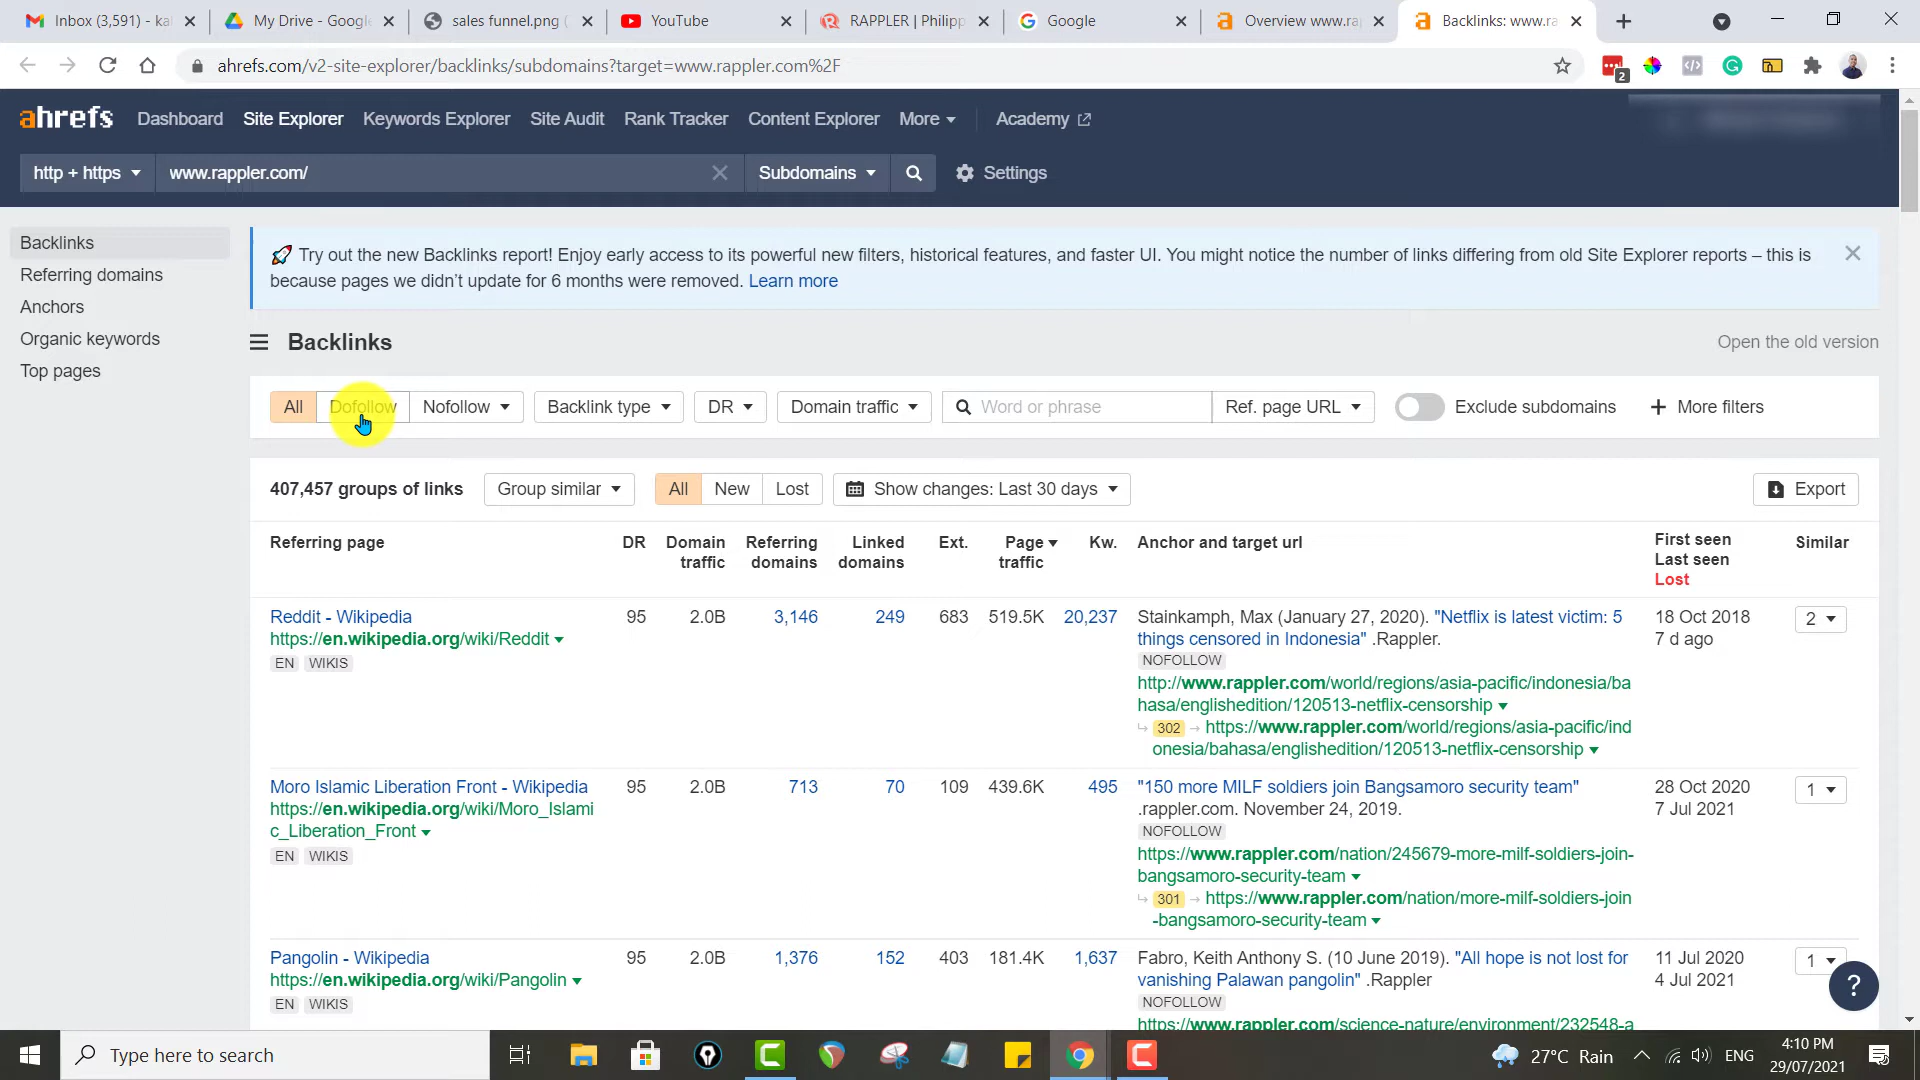 Inbox (3,591) - kal
My Drive - Google
sales funnel.png (
YouTube
RAPPLER | Philipp
Google
Overview www.rap
Backlinks: www.ra
ahrefs.com/v2-site-explorer/backlinks/subdomains?target=www.rappler.com%2F
2
ahrefs Dashboard Site Explorer Keywords Explorer Site Audit Rank Tracker Content Explorer More Academy
http + https www.rappler.com/ Subdomains Settings
Backlinks
Referring domains
Anchors
Organic keywords
Top pages
Try out the new Backlinks report! Enjoy early access to its powerful new filters, historical features, and faster UI. You might notice the number of links differing from old Site Explorer reports – this is
because pages we didn't update for 6 months were removed. Learn more
Backlinks Open the old version
All Dofollow Nofollow Backlink type DR Domain traffic Word or phrase Ref. page URL Exclude subdomains + More filters
407,457 groups of links Group similar All New Lost Show changes: Last 30 days Export
Referring page
DR
Domain
traffic
Referring
domains
Linked
domains
Ext.
Page
traffic
Kw.
Anchor and target url
First seen
Last seen
Lost
Similar
Reddit - Wikipedia
https://en.wikipedia.org/wiki/Reddit
EN WIKIS
95 2.0B 3,146 249 683 519.5K 20,237
Stainkamph, Max (January 27, 2020). "Netflix is latest victim: 5
things censored in Indonesia" .Rappler.
NOFOLLOW
http://www.rappler.com/world/regions/asia-pacific/indonesia/ba
hasa/englishedition/120513-netflix-censorship
302 → https://www.rappler.com/world/regions/asia-pacific/ind
onesia/bahasa/englishedition/120513-netflix-censorship
18 Oct 2018
7 d ago
2
Moro Islamic Liberation Front - Wikipedia
https://en.wikipedia.org/wiki/Moro_Islami
c_Liberation_Front
EN WIKIS
95 2.0B 713 70 109 439.6K 495
"150 more MILF soldiers join Bangsamoro security team"
.rappler.com. November 24, 2019.
NOFOLLOW
https://www.rappler.com/nation/245679-more-milf-soldiers-join-
bangsamoro-security-team
301 → https://www.rappler.com/nation/more-milf-soldiers-join
-bangsamoro-security-team
28 Oct 2020
7 Jul 2021
1
Pangolin - Wikipedia
https://en.wikipedia.org/wiki/Pangolin
EN WIKIS
95 2.0B 1,376 152 403 181.4K 1,637
Fabro, Keith Anthony S. (10 June 2019). "All hope is not lost for
vanishing Palawan pangolin" .Rappler
NOFOLLOW
https://www.rappler.com/science-nature/environment/232548-a
11 Jul 2020
4 Jul 2021
1
?
Type here to search
27°C Rain
ENG
4:10 PM
29/07/2021